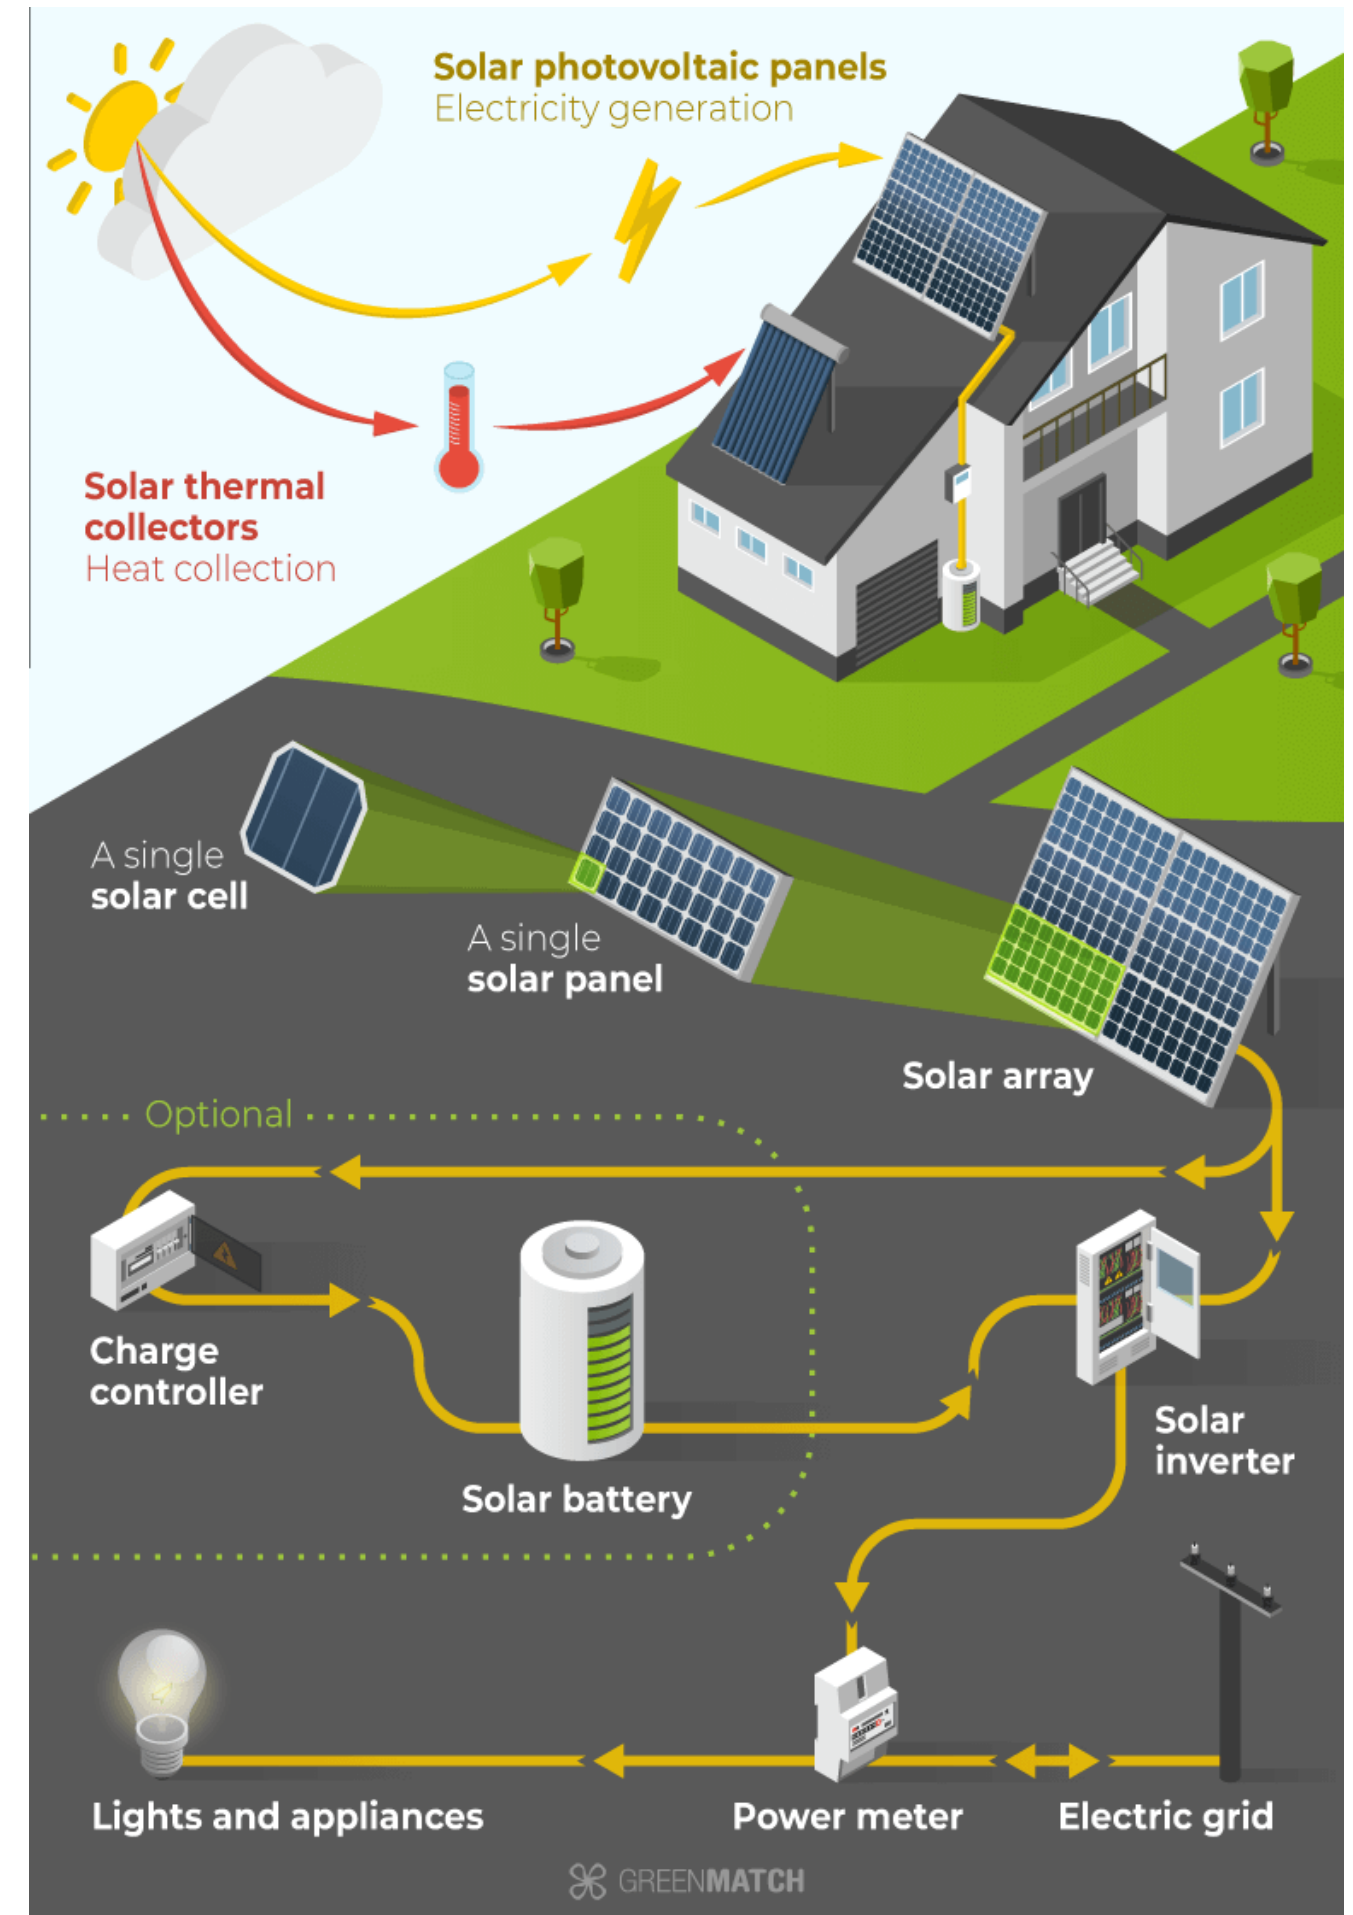 Solar photovoltaic panels
Electricity generation
Solar thermal
collectors
Heat collection
A single
solar cell
A single
solar panel
Solar array
Optional
Charge
controller
Solar battery
Solar
inverter
Lights and appliances
Power meter
Electric grid
GREENMATCH